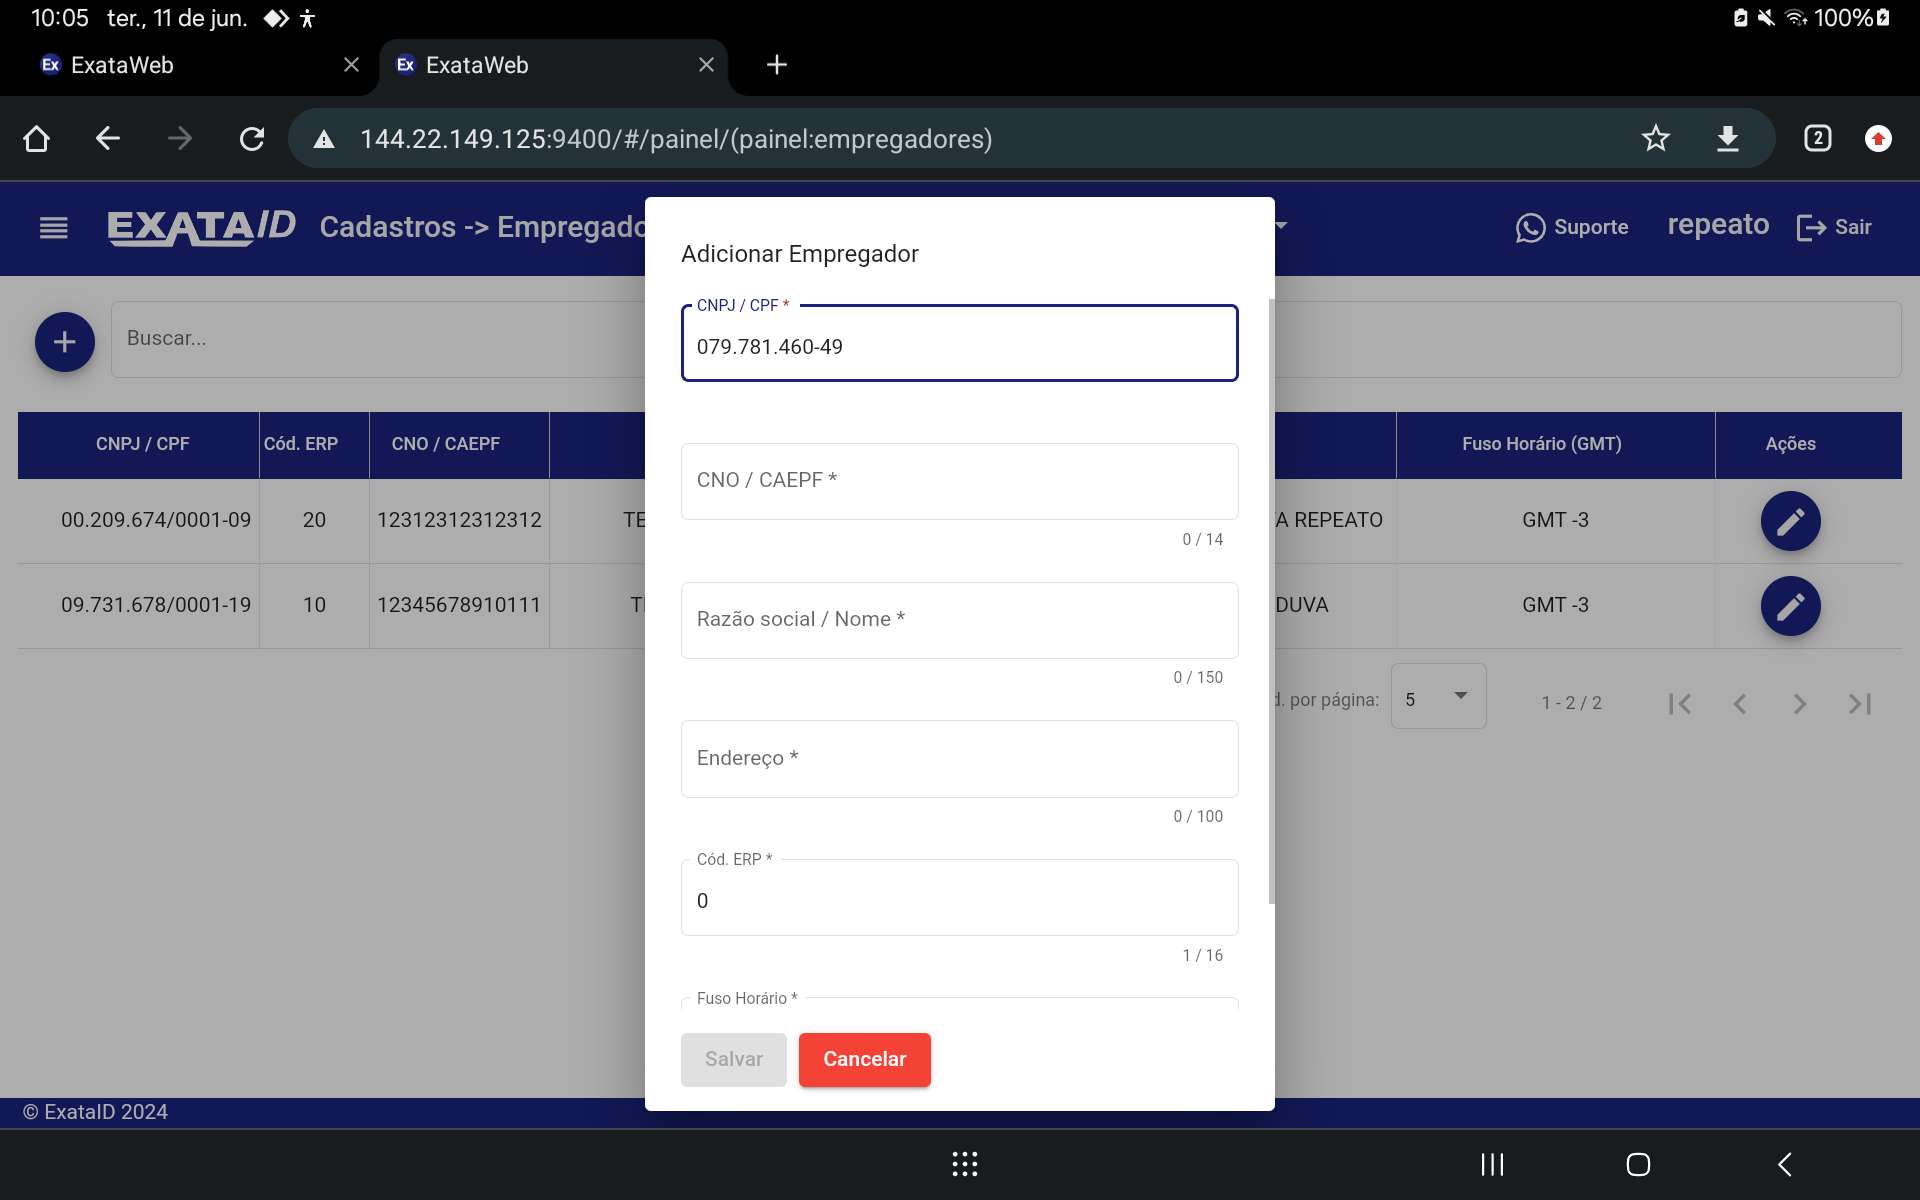 10:05 ter., 11 de jun. 100%
Ex ExataWeb
Ex ExataWeb
144.22.149.125:9400/#/painel/(painel:empregadores)
2
EXATAID Cadastros -> Empregado
Suporte repeato Sair
Buscar...
CNPJ / CPF Cód. ERP CNO / CAEPF Fuso Horário (GMT) Ações
00.209.674/0001-09 20 12312312312312 TE A REPEATO GMT -3
09.731.678/0001-19 10 12345678910111 DUVA GMT -3
d. por página: 5 1 - 2 / 2
Adicionar Empregador
CNPJ / CPF *
079.781.460-49
CNO / CAEPF *
0 / 14
Razão social / Nome *
0 / 150
Endereço *
0 / 100
Cód. ERP *
0
1 / 16
Fuso Horário *
Salvar Cancelar
© ExataID 2024